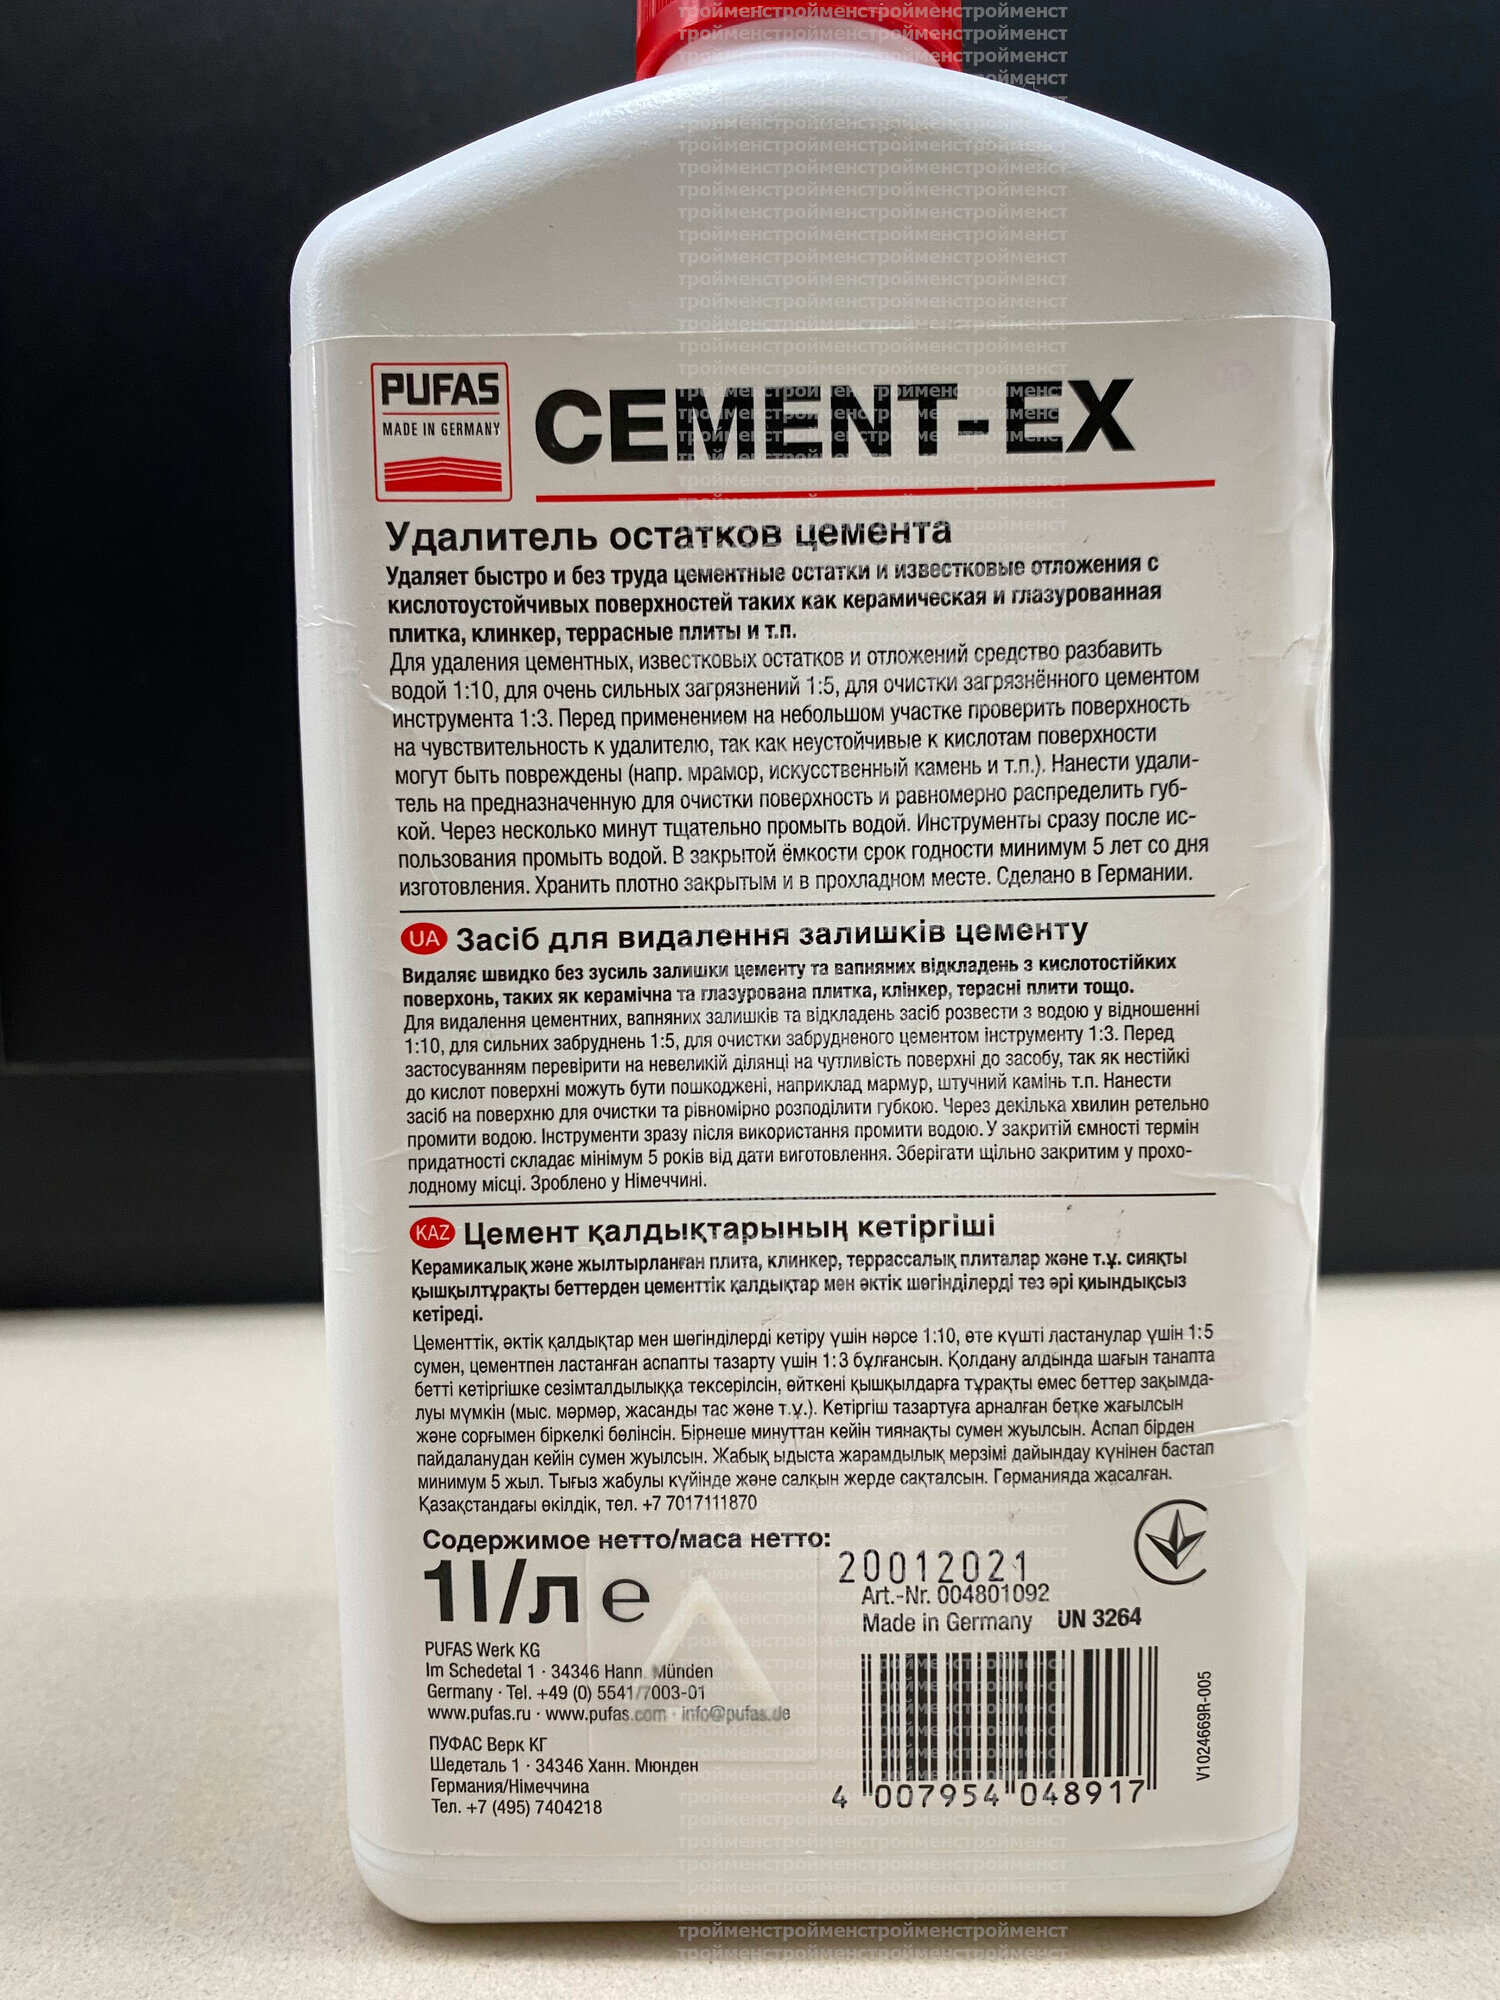 PUFAS
MADE IN GERMANY
CEMENT-EX
Удалитель остатков цемента
Удаляет быстро и без труда цементные остатки и известковые отложения с
кислотоустойчивых поверхностей таких как керамическая и глазурованная
плитка, клинкер, террасные плиты и т.п.
Для удаления цементных, известковых остатков и отложений средство разбавить
водой 1:10, для очень сильных загрязнений 1:5, для очистки загрязнённого цементом
инструмента 1:3. Перед применением на небольшом участке проверить поверхность
на чувствительность к удалителю, так как неустойчивые к кислотам поверхности
могут быть повреждены (напр. мрамор, искусственный камень и т.п.). Нанести удали-
тель на предназначенную для очистки поверхность и равномерно распределить губ-
кой. Через несколько минут тщательно промыть водой. Инструменты сразу после ис-
пользования промыть водой. В закрытой ёмкости срок годности минимум 5 лет со дня
изготовления. Хранить плотно закрытым и в прохладном месте. Сделано в Германии.
UA Засіб для видалення залишків цементу
Видаляє швидко без зусиль залишки цементу та вапняних відкладень з кислотостійких
поверхонь, таких як керамічна та глазурована плитка, клінкер, терасні плити тощо.
Для видалення цементних, вапняних залишків та відкладень засіб розвести з водою у відношенні
1:10, для сильних забруднень 1:5, для очистки забрудненого цементом інструменту 1:3. Перед
застосуванням перевірити на невеликій ділянці на чутливість поверхні до засобу, так як нестійкі
до кислот поверхні можуть бути пошкоджені, наприклад мармур, штучний камінь т.п. Нанести
засіб на поверхню для очистки та рівномірно розподілити губкою. Через декілька хвилин ретельно
промити водою. Інструменти зразу після використання промити водою. У закритій ємності термін
придатності складає мінімум 5 років від дати виготовлення. Зберігати щільно закритим у прохо-
лодному місці. Зроблено у Німеччині.
KAZ Цемент қалдықтарының кетіргіші
Керамикалық және жылтырланған плита, клинкер, террассалық плиталар және т.ұ. сияқты
қышқылтұрақты беттерден цементтік қалдықтар мен әктік шөгінділерді тез әрі қиындықсыз
кетіреді.
Цементтік, әктік қалдықтар мен шөгінділерді кетіру үшін нәрсе 1:10, өте күшті ластанулар үшін 1:5
сумен, цементпен ластанған аспапты тазарту үшін 1:3 бұлғансын. Қолдану алдында шағын танапта
бетті кетіргішке сезімталдылыққа тексерілсін, өйткені қышқылдарға тұрақты емес беттер зақымда-
луы мүмкін (мыс. мәрмәр, жасанды тас және т.ұ.). Кетіргіш тазартуға арналған бетке жағылсын
және сорғымен біркелкі бөлінсін. Бірнеше минуттан кейін тиянақты сумен жуылсын. Аспап бірден
пайдаланудан кейін сумен жуылсын. Жабық ыдыста жарамдылық мерзімі дайындау күнінен бастап
минимум 5 жыл. Тығыз жабулы күйінде және салқын жерде сақталсын. Германияда жасалған.
Қазақстандағы өкілдік, тел. +7 7017111870
Содержимое нетто/маса нетто:
1l/л e
20012021
Art.-Nr. 004801092
Made in Germany UN 3264
PUFAS Werk KG
Im Schedetal 1 · 34346 Hann. Münden
Germany · Tel. +49 (0) 5541/7003-01
www.pufas.ru · www.pufas.com · info@pufas.de
ПУФАС Верк КГ
Шедеталь 1 · 34346 Ханн. Мюнден
Германия/Німеччина
Тел. +7 (495) 7404218
4 007954 048917
V102669R-005